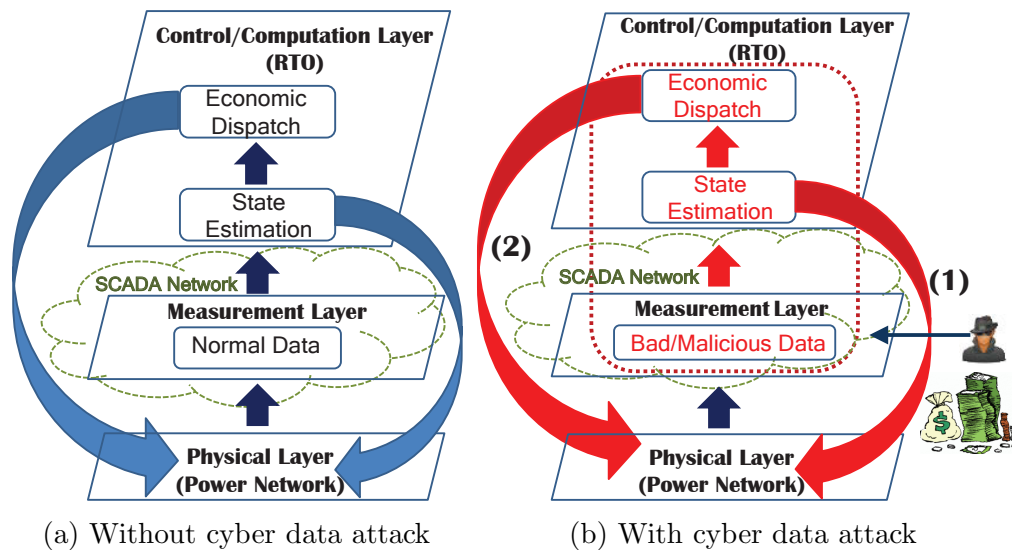 Control/Computation Layer
(RTO)
Economic
Dispatch
State
Estimation
SCADA Network
Measurement Layer
Normal Data
Physical Layer
(Power Network)
(a) Without cyber data attack
Control/Computation Layer
(RTO)
Economic
Dispatch
State
Estimation
(2)
(1)
SCADA Network
Measurement Layer
Bad/Malicious Data
$
Physical Layer
(Power Network)
(b) With cyber data attack